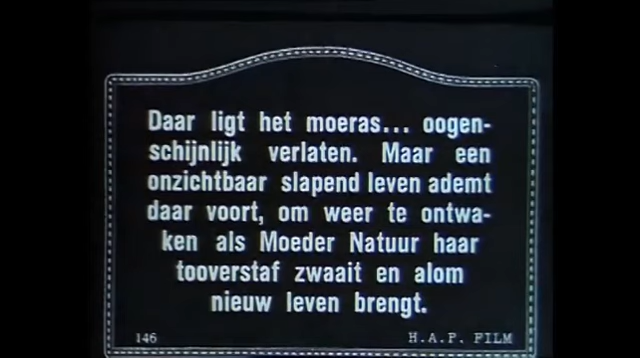 Daar ligt het moeras... oogen-
schijnlijk verlaten. Maar een
onzichtbaar slapend leven ademt
daar voort, om weer te ontwa-
ken als Moeder Natuur haar
tooverstaf zwaait en alom
nieuw leven brengt.
146 H.A.P. FILM